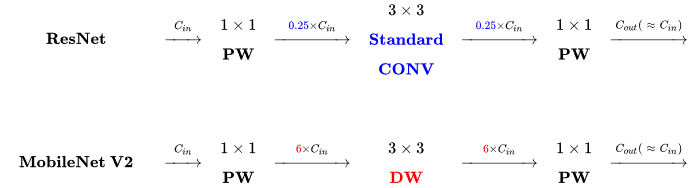 ResNet C_in 1 × 1 PW 0.25×C_in 3 × 3 Standard CONV 0.25×C_in 1 × 1 PW C_out( ≈ C_in)
MobileNet V2 C_in 1 × 1 PW 6×C_in 3 × 3 DW 6×C_in 1 × 1 PW C_out( ≈ C_in)